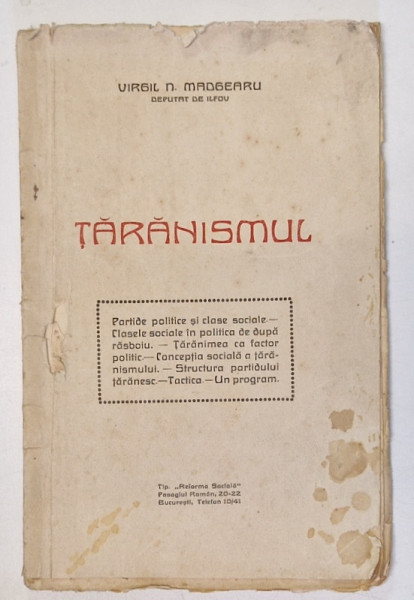 VIRGIL N. MADGEARU
DEPUTAT DE ILFOV
ȚĂRĂNISMUL
Partide politice și clase sociale.—
Clasele sociale în politica de după
răsboiu. — Țărănimea ca factor
politic.— Concepția socială a țără-
nismului. — Structura partidului
țărănesc.—Tactica.—Un program.
Tip. „Reforma Socială"
Pasagiul Român, 20-22
București, Telefon 10/41